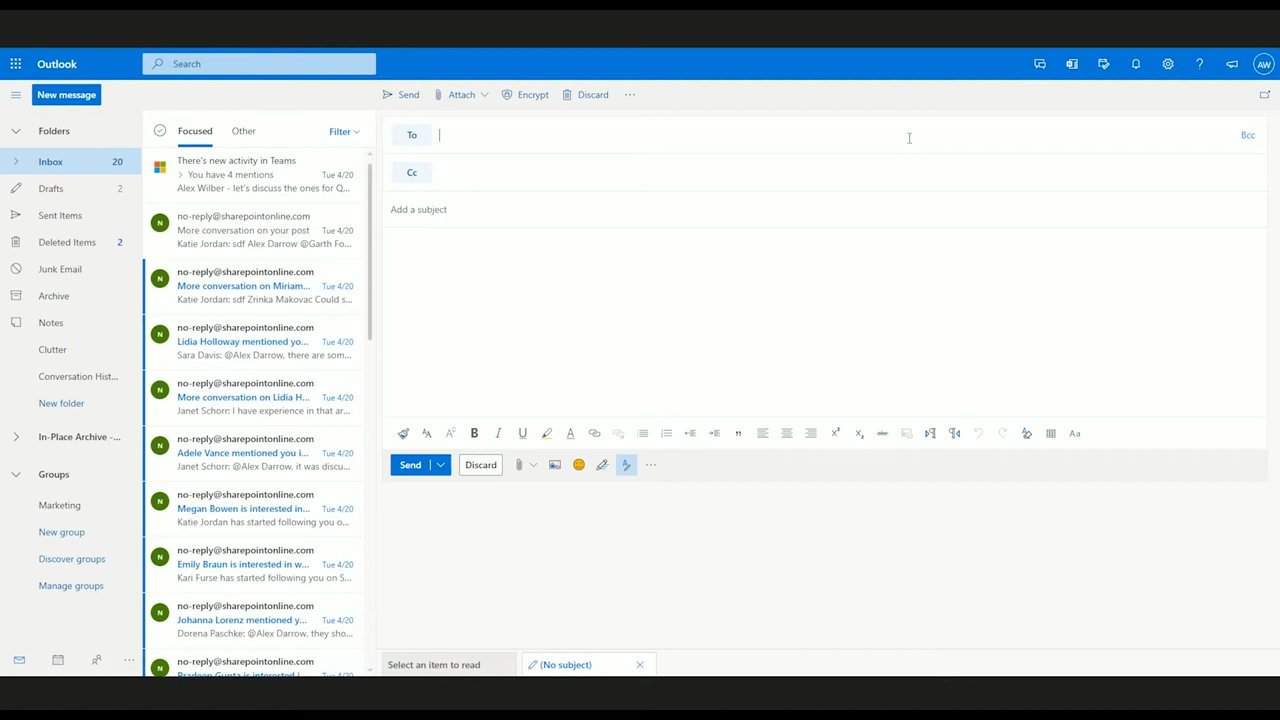 Outlook
Search
AW
New message
Send
Attach
Encrypt
Discard
Folders
Inbox 20
Drafts 2
Sent Items
Deleted Items 2
Junk Email
Archive
Notes
Clutter
Conversation Hist...
New folder
In-Place Archive -...
Groups
Marketing
New group
Discover groups
Manage groups
Focused Other Filter
There's new activity in Teams
> You have 4 mentions Tue 4/20
Alex Wilber - let's discuss the ones for Q...
N
no-reply@sharepointonline.com
More conversation on your post Tue 4/20
Katie Jordan: sdf Alex Darrow @Garth Fo...
N
no-reply@sharepointonline.com
More conversation on Miriam... Tue 4/20
Katie Jordan: sdf Zrinka Makovac Could s...
N
no-reply@sharepointonline.com
Lidia Holloway mentioned yo... Tue 4/20
Sara Davis: @Alex Darrow, there are som...
N
no-reply@sharepointonline.com
More conversation on Lidia H... Tue 4/20
Janet Schorr: I have experience in that ar...
N
no-reply@sharepointonline.com
Adele Vance mentioned you i... Tue 4/20
Janet Schorr: @Alex Darrow, it was discu...
N
no-reply@sharepointonline.com
Megan Bowen is interested in... Tue 4/20
Katie Jordan has started following you o...
N
no-reply@sharepointonline.com
Emily Braun is interested in w... Tue 4/20
Kari Furse has started following you on S...
N
no-reply@sharepointonline.com
Johanna Lorenz mentioned y... Tue 4/20
Dorena Paschke: @Alex Darrow, they sho...
N
no-reply@sharepointonline.com
Pradeep Gupta is interested i... Tue 4/20
To
Bcc
Cc
Add a subject
B I U A
Aa
Send
Discard
Select an item to read
(No subject)